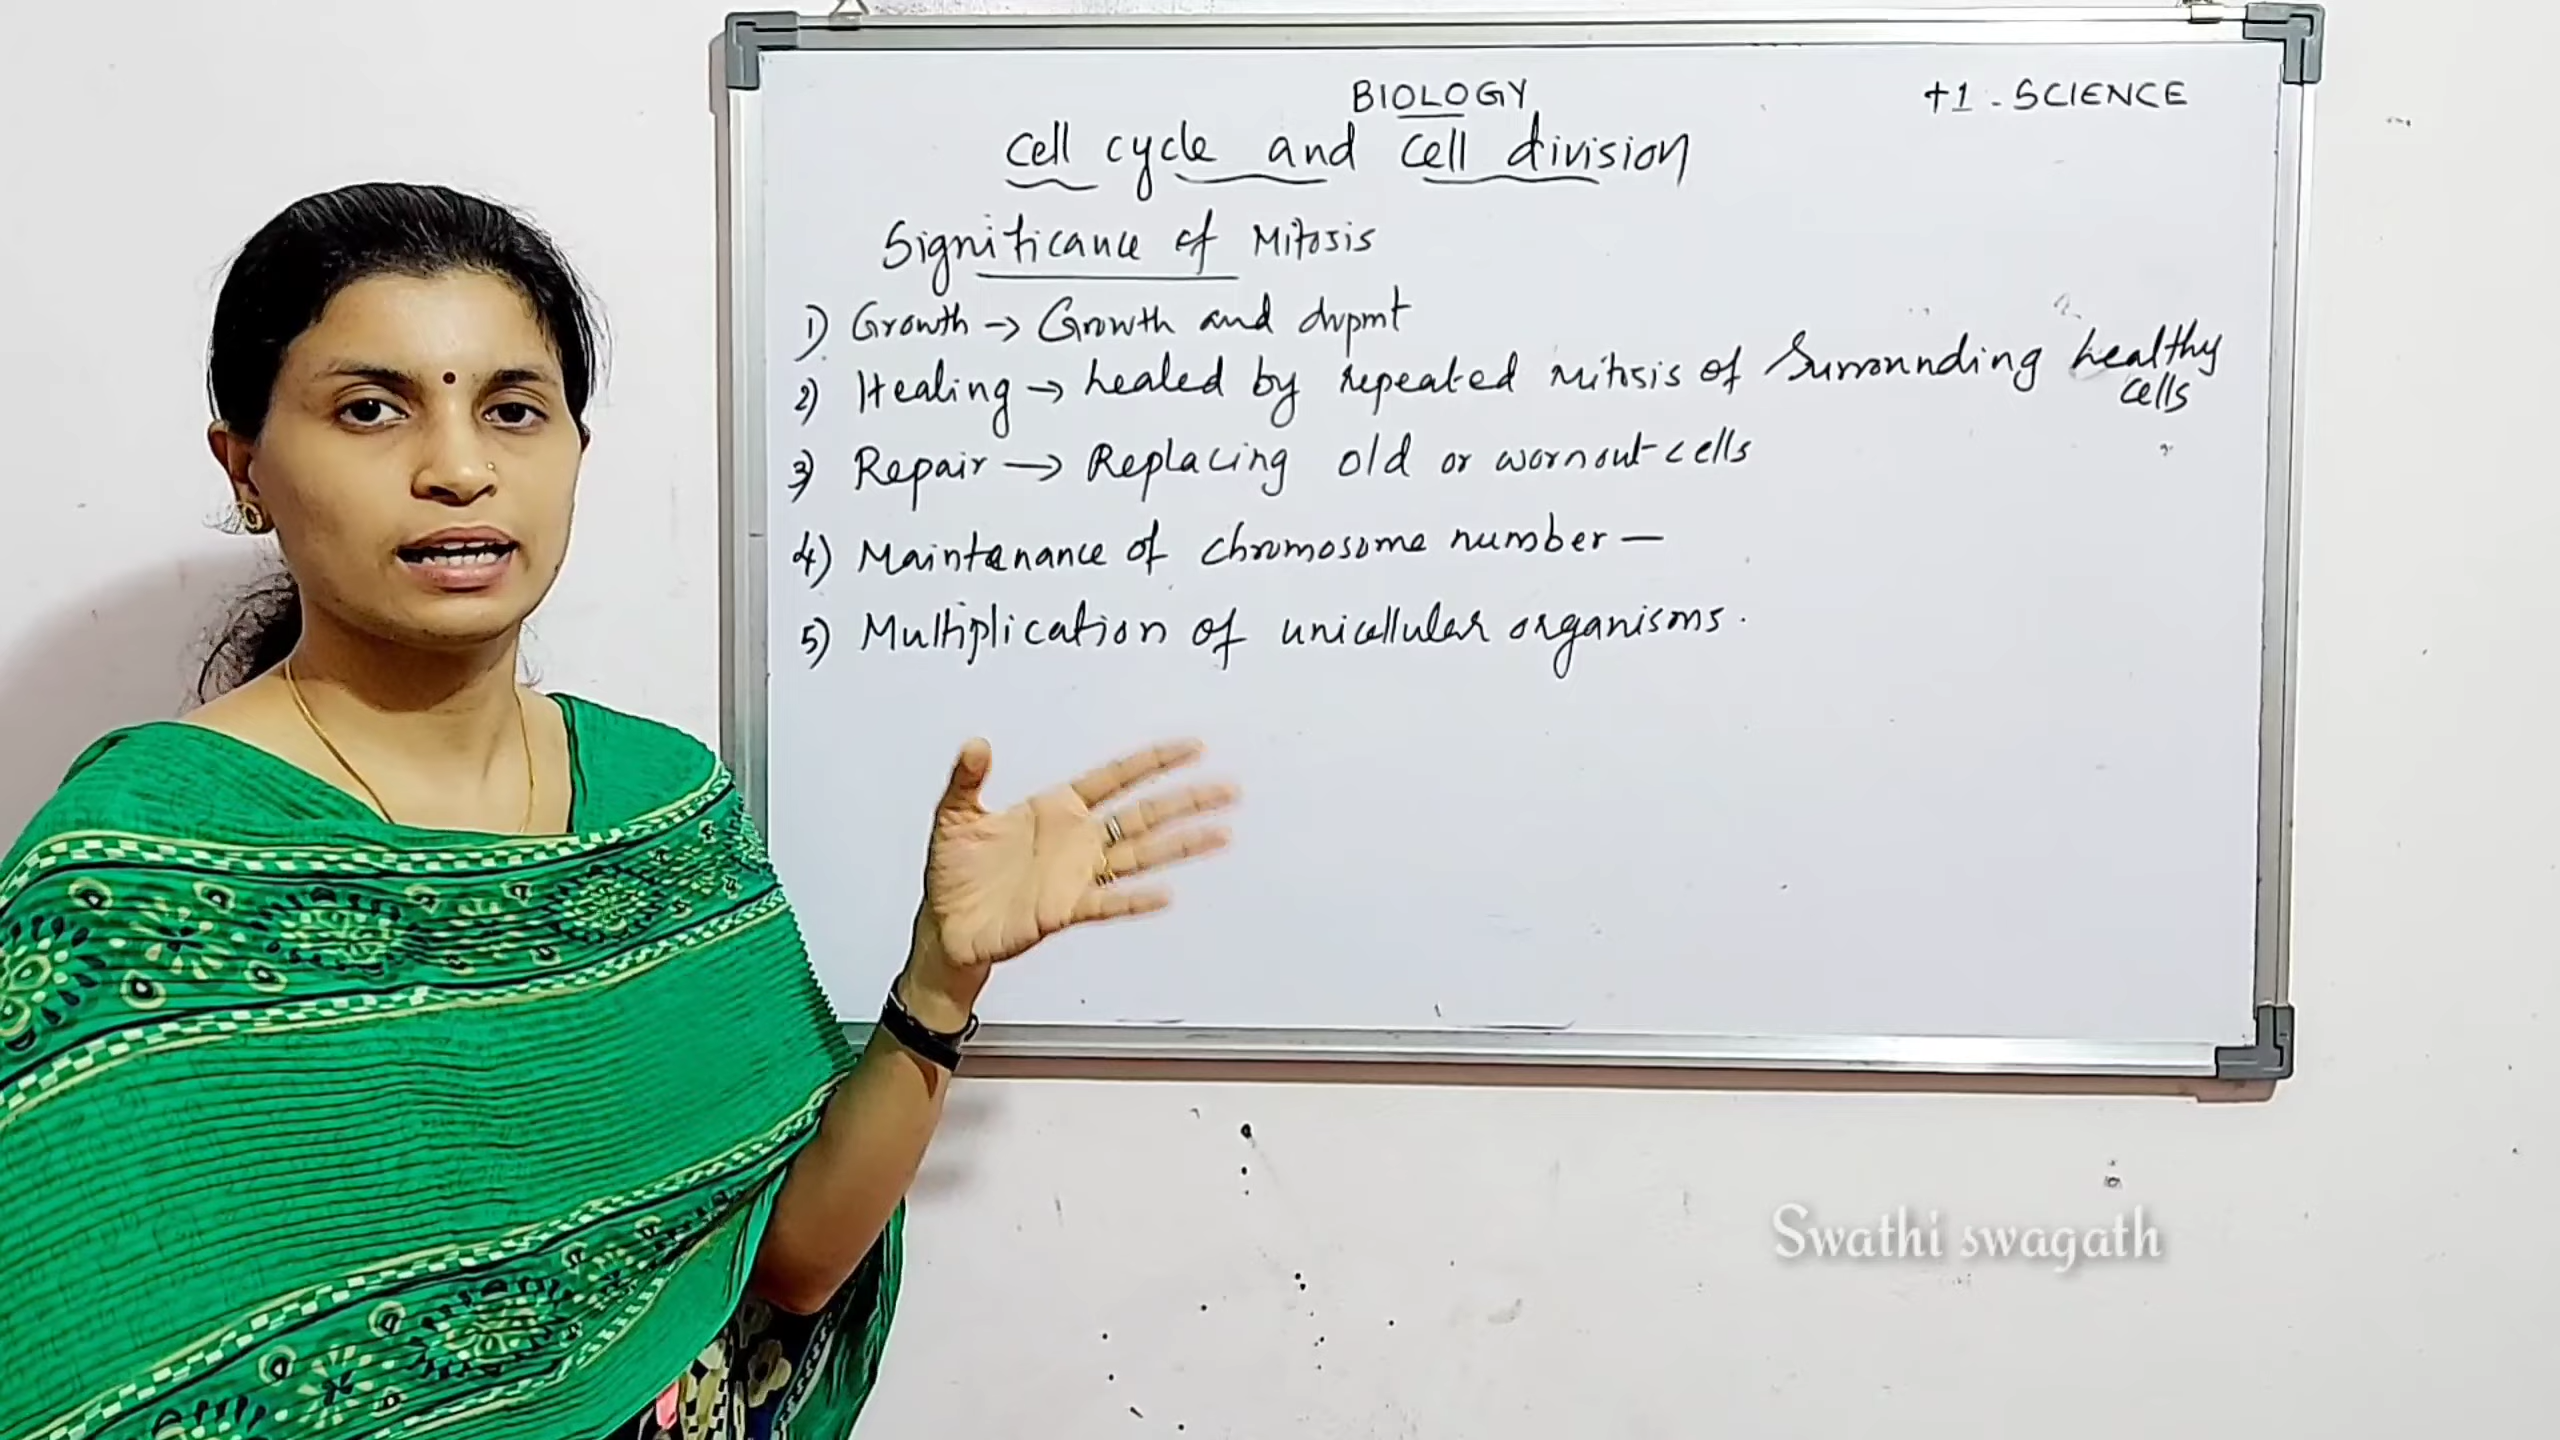 BIOLOGY
+1 - SCIENCE
Cell cycle and Cell division
Significance of Mitosis
1) Growth → Growth and dvpmt
2) Healing → healed by repeated mitosis of Surrounding healthy
cells
3) Repair → Replacing old or wornout cells
4) Maintenance of chromosome number —
5) Multiplication of unicellular organisms.
Swathi swagath